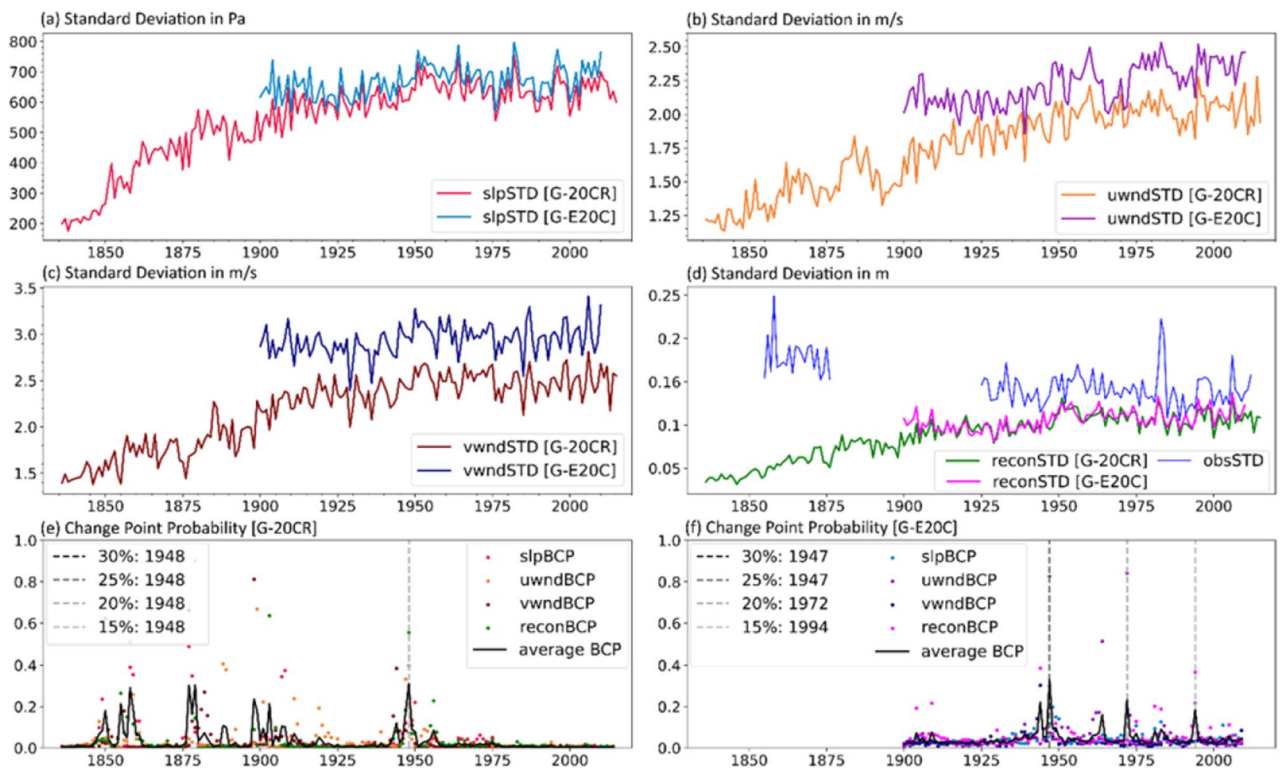 (a) Standard Deviation in Pa
800
700
600
500
400
300
200
slpSTD [G-20CR]
slpSTD [G-E20C]
1850 1875 1900 1925 1950 1975 2000
(b) Standard Deviation in m/s
2.50
2.25
2.00
1.75
1.50
1.25
uwndSTD [G-20CR]
uwndSTD [G-E20C]
1850 1875 1900 1925 1950 1975 2000
(c) Standard Deviation in m/s
3.5
3.0
2.5
2.0
1.5
vwndSTD [G-20CR]
vwndSTD [G-E20C]
1850 1875 1900 1925 1950 1975 2000
(d) Standard Deviation in m
0.25
0.2
0.16
0.1
0.05
reconSTD [G-20CR] obsSTD
reconSTD [G-E20C]
1850 1875 1900 1925 1950 1975 2000
(e) Change Point Probability [G-20CR]
1.0
0.8
0.6
0.4
0.2
0.0
30%: 1948
25%: 1948
20%: 1948
15%: 1948
slpBCP
uwndBCP
vwndBCP
reconBCP
average BCP
1850 1875 1900 1925 1950 1975 2000
(f) Change Point Probability [G-E20C]
1.0
0.8
0.6
0.4
0.2
0.0
30%: 1947
25%: 1947
20%: 1972
15%: 1994
slpBCP
uwndBCP
vwndBCP
reconBCP
average BCP
1850 1875 1900 1925 1950 1975 2000